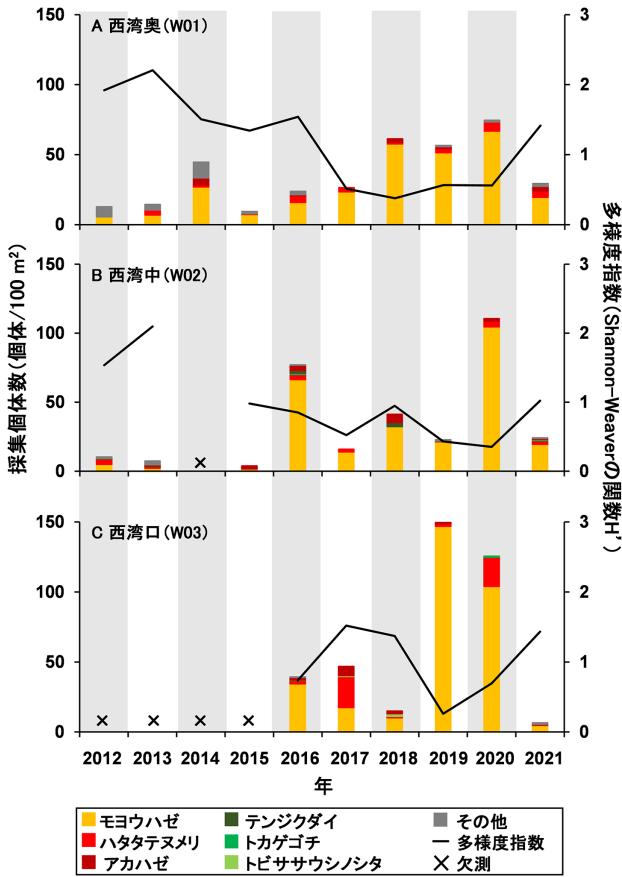 採集個体数(個体/100 m²)
多様度指数(Shannon-Weaverの関数H')
A 西湾奥(W01)
150
100
50
0
3
2
1
0
B 西湾中(W02)
150
100
50
0
3
2
1
0
×
C 西湾口(W03)
150
100
50
0
3
2
1
0
× × × ×
2012 2013 2014 2015 2016 2017 2018 2019 2020 2021
年
モヨウハゼ テンジクダイ その他
ハタタテヌメリ トカゲゴチ 多様度指数
アカハゼ トビササウシノシタ × 欠測